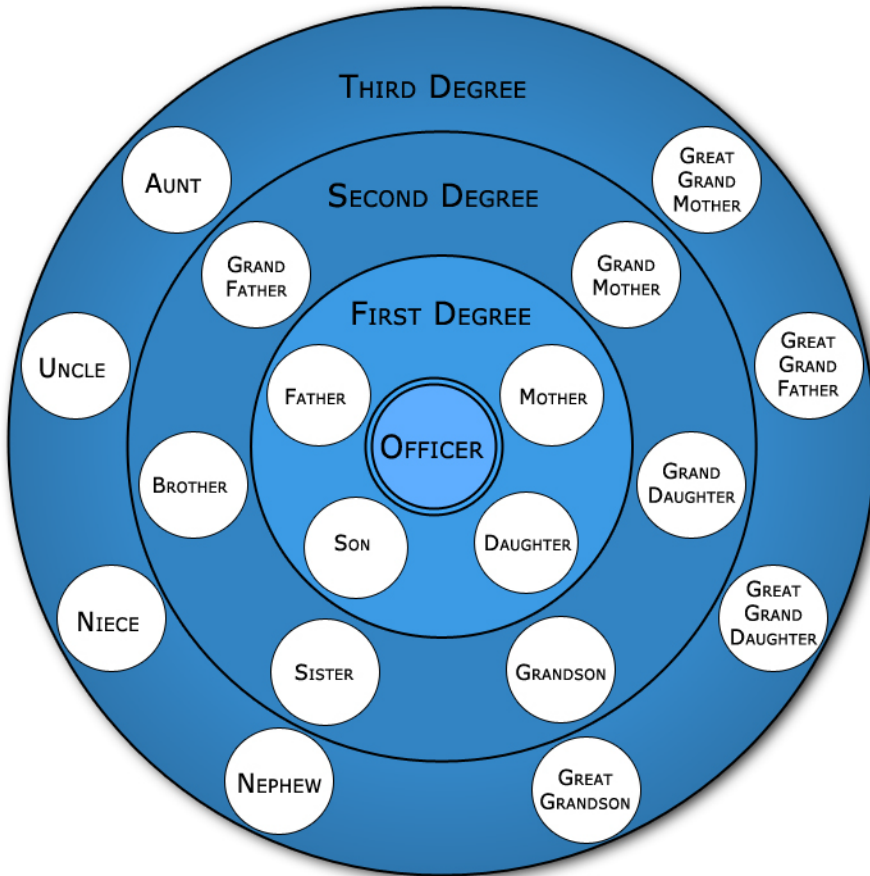 Third Degree
Aunt
Great
Grand
Mother
Second Degree
Grand
Father
Grand
Mother
First Degree
Uncle
Great
Grand
Father
Father
Mother
Officer
Brother
Grand
Daughter
Son
Daughter
Niece
Great
Grand
Daughter
Sister
Grandson
Nephew
Great
Grandson